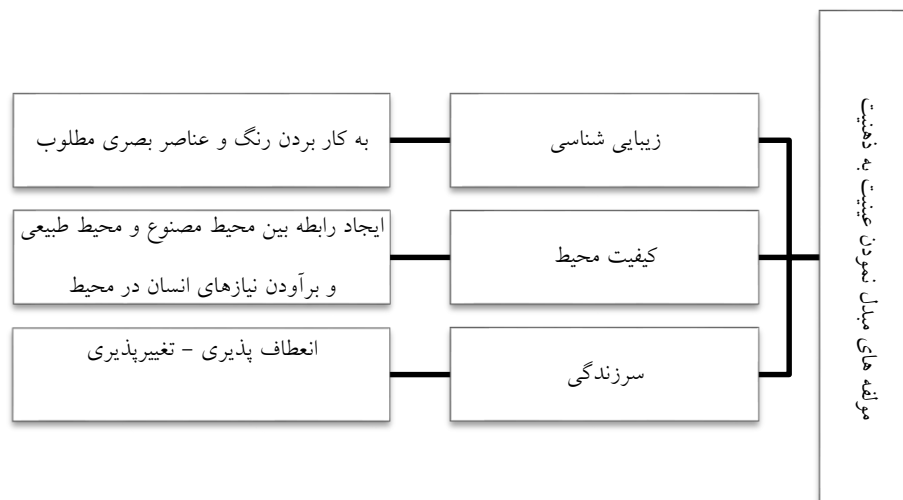 مولفه های مبدل نمودن عینیت به ذهنیت
زیبایی شناسی
به کار بردن رنگ و عناصر بصری مطلوب
کیفیت محیط
ایجاد رابطه بین محیط مصنوع و محیط طبیعی
و برآودن نیازهای انسان در محیط
سرزندگی
انعطاف پذیری – تغییرپذیری